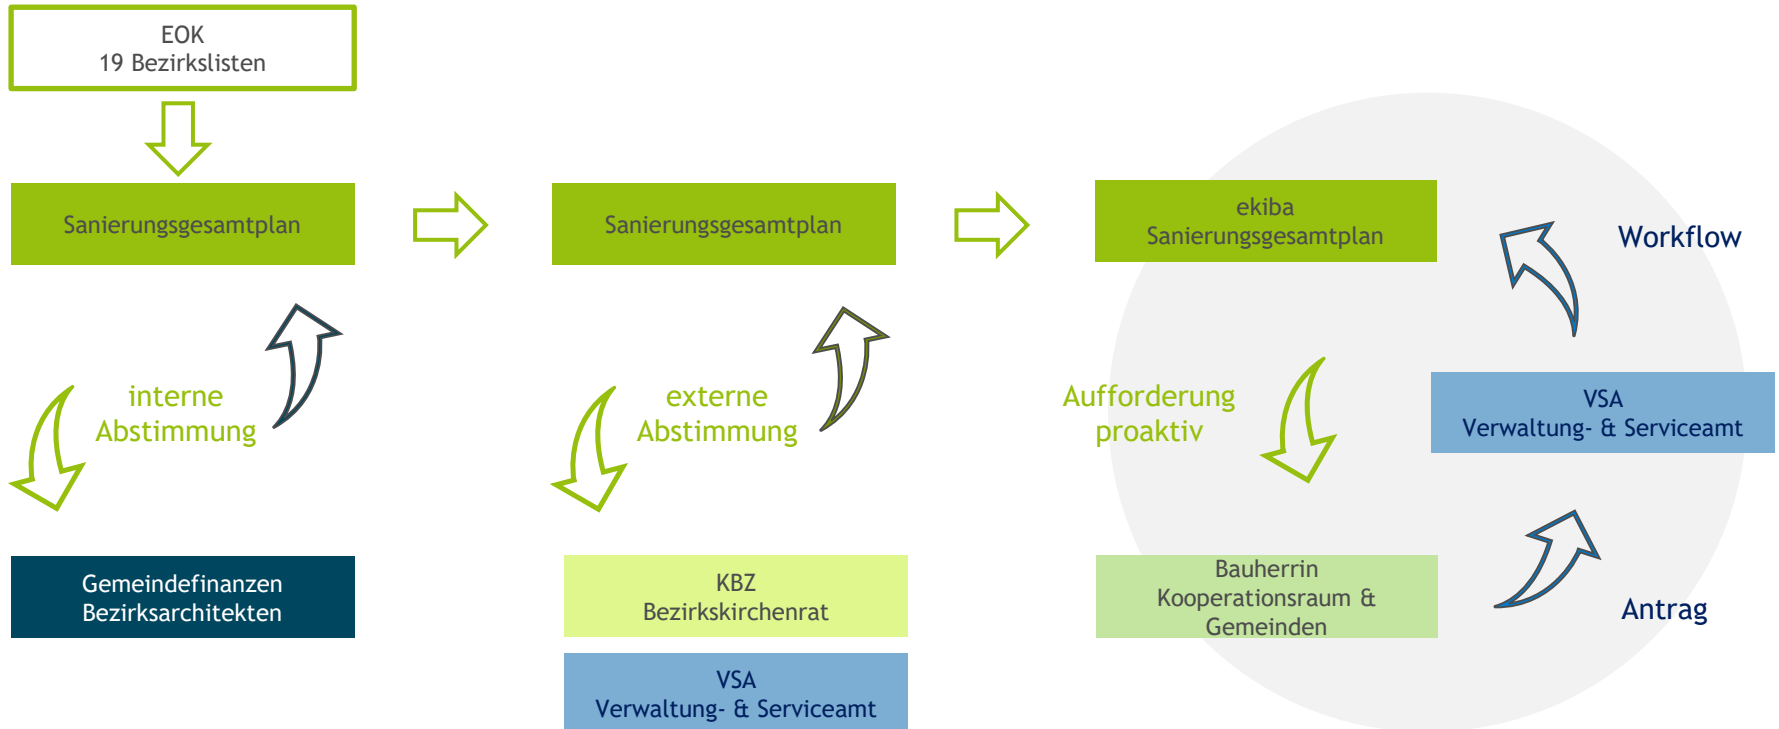 EOK
19 Bezirkslisten
Sanierungsgesamtplan
interne
Abstimmung
Gemeindefinanzen
Bezirksarchitekten
Sanierungsgesamtplan
externe
Abstimmung
KBZ
Bezirkskirchenrat
VSA
Verwaltung- & Serviceamt
ekiba
Sanierungsgesamtplan
Workflow
Aufforderung
proaktiv
VSA
Verwaltung- & Serviceamt
Bauherrin
Kooperationsraum &
Gemeinden
Antrag